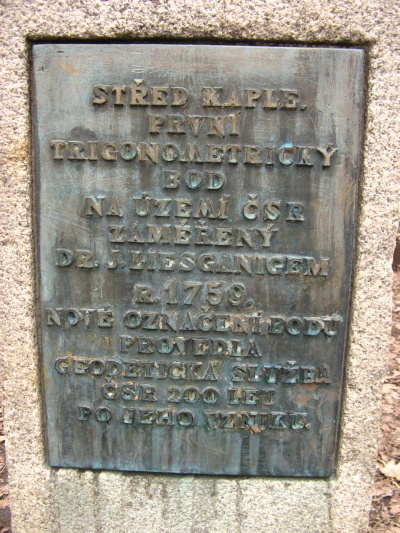 STŘED KAPLE.
PRVNÍ
TRIGONOMETRICKÝ
BOD
NA ÚZEMÍ ČSR
ZAMĚŘENÝ
DR. J. LIESGANIGEM
R. 1759.
NOVÉ OZNAČENÍ BODU
PROVEDLA
GEODETICKÁ SLUŽBA
ČSR 200 LET
PO JEHO VZNIKU.